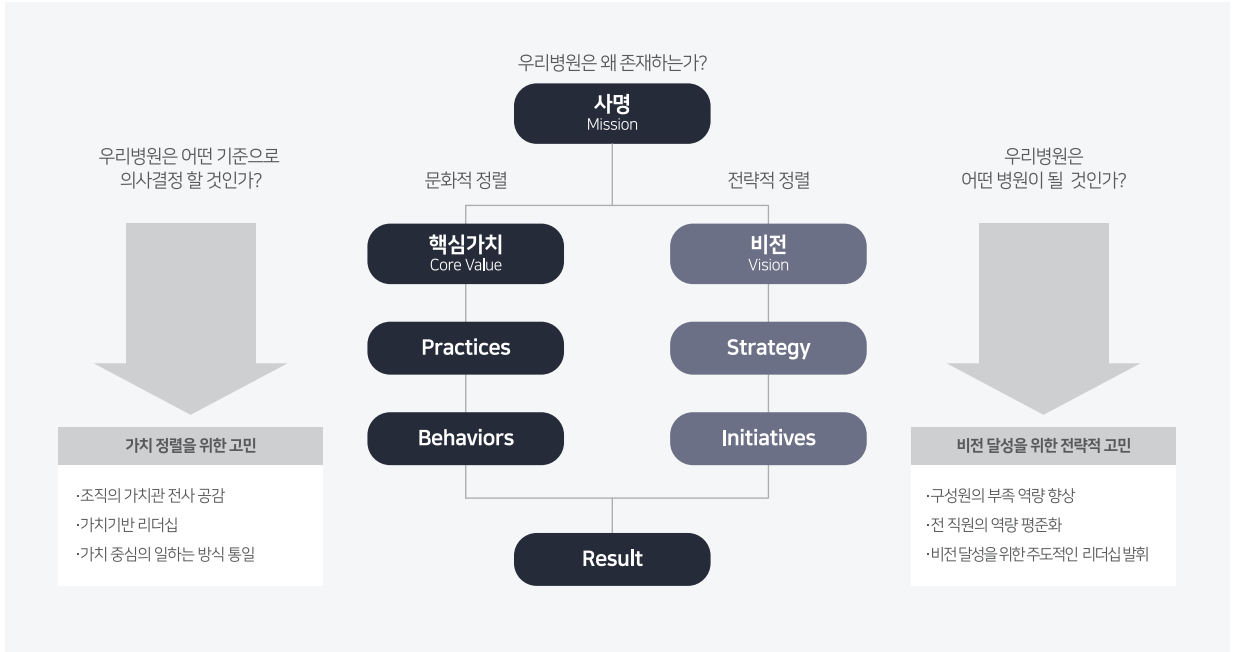 우리병원은 왜 존재하는가?
사명
Mission
우리병원은 어떤 기준으로
의사결정 할 것인가?
문화적 정렬
전략적 정렬
우리병원은
어떤 병원이 될 것인가?
핵심가치
Core Value
비전
Vision
Practices
Strategy
Behaviors
Initiatives
가치 정렬을 위한 고민
·조직의 가치관 전사 공감
·가치기반 리더십
·가치 중심의 일하는 방식 통일
비전 달성을 위한 전략적 고민
·구성원의 부족 역량 향상
·전 직원의 역량 평준화
·비전 달성을 위한 주도적인 리더십 발휘
Result